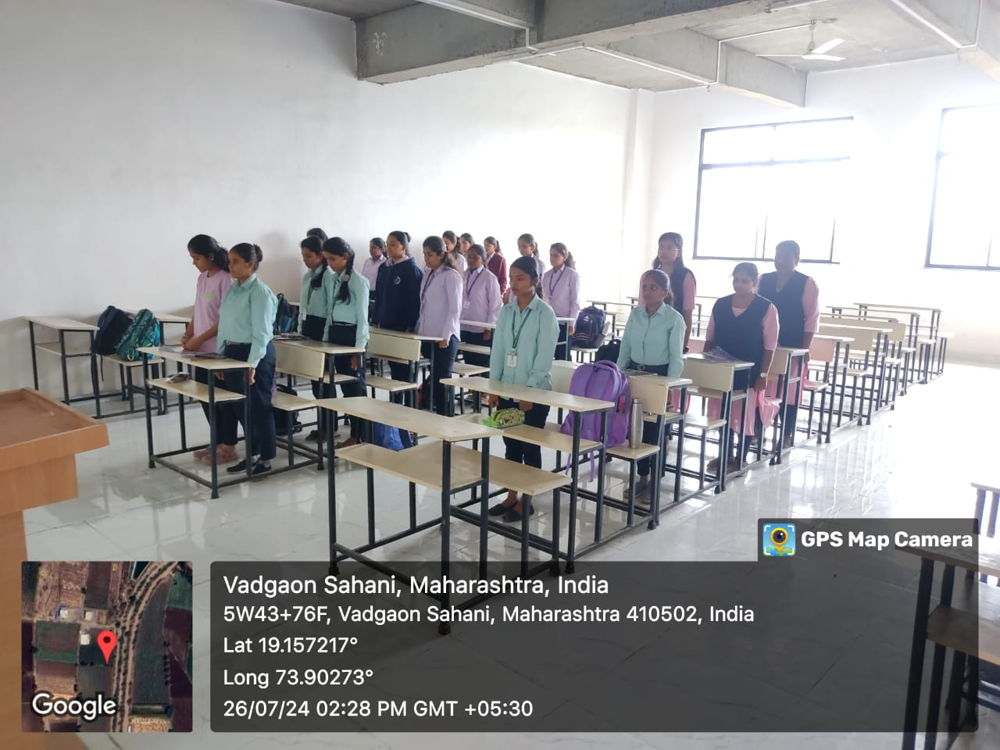 GPS Map Camera
Vadgaon Sahani, Maharashtra, India
5W43+76F, Vadgaon Sahani, Maharashtra 410502, India
Lat 19.157217°
Long 73.90273°
26/07/24 02:28 PM GMT +05:30
Google